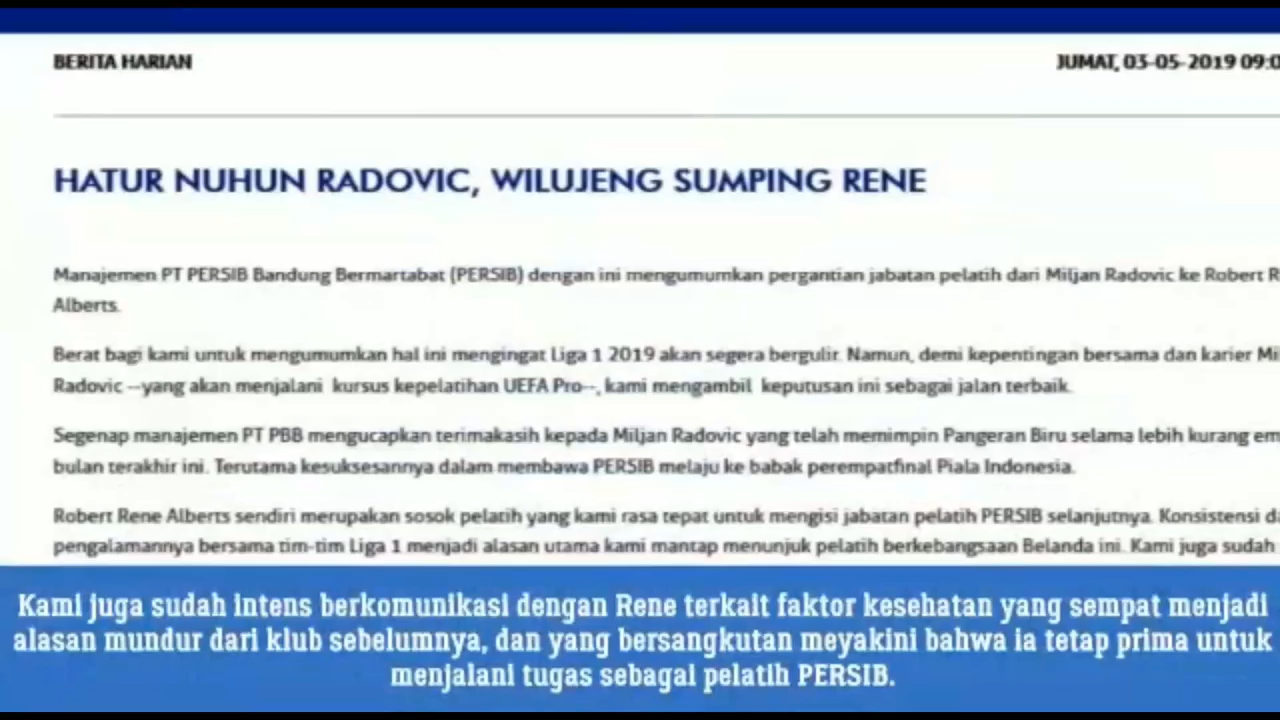 BERITA HARIAN
JUMAT, 03-05-2019 09:0
HATUR NUHUN RADOVIC, WILUJENG SUMPING RENE
Manajemen PT PERSIB Bandung Bermartabat (PERSIB) dengan ini mengumumkan pergantian jabatan pelatih dari Miljan Radovic ke Robert R
Alberts.
Berat bagi kami untuk mengumumkan hal ini mengingat Liga 1 2019 akan segera bergulir. Namun, demi kepentingan bersama dan karier Mi
Radovic --yang akan menjalani kursus kepelatihan UEFA Pro--, kami mengambil keputusan ini sebagai jalan terbaik.
Segenap manajemen PT PBB mengucapkan terimakasih kepada Miljan Radovic yang telah memimpin Pangeran Biru selama lebih kurang em
bulan terakhir ini. Terutama kesuksesannya dalam membawa PERSIB melaju ke babak perempatfinal Piala Indonesia.
Robert Rene Alberts sendiri merupakan sosok pelatih yang kami rasa tepat untuk mengisi jabatan pelatih PERSIB selanjutnya. Konsistensi da
pengalamannya bersama tim-tim Liga 1 menjadi alasan utama kami mantap menunjuk pelatih berkebangsaan Belanda ini. Kami juga sudah
Kami juga sudah intens berkomunikasi dengan Rene terkait faktor kesehatan yang sempat menjadi
alasan mundur dari klub sebelumnya, dan yang bersangkutan meyakini bahwa ia tetap prima untuk
menjalani tugas sebagai pelatih PERSIB.